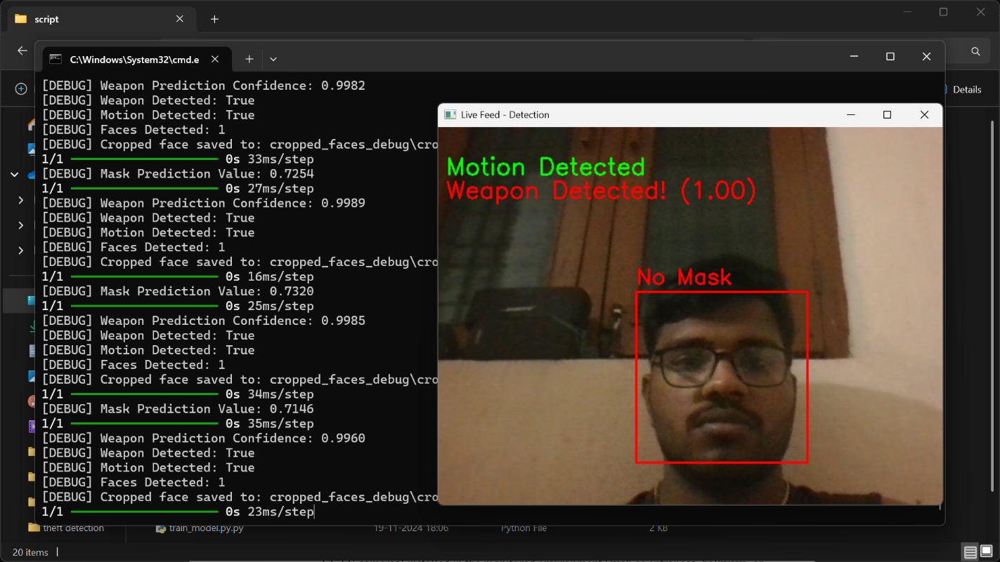 script
C:\Windows\System32\cmd.e
Details
[DEBUG] Weapon Prediction Confidence: 0.9982
[DEBUG] Weapon Detected: True
[DEBUG] Motion Detected: True
[DEBUG] Faces Detected: 1
[DEBUG] Cropped face saved to: cropped_faces_debug\cro
1/1 0s 33ms/step
[DEBUG] Mask Prediction Value: 0.7254
1/1 0s 27ms/step
[DEBUG] Weapon Prediction Confidence: 0.9989
[DEBUG] Weapon Detected: True
[DEBUG] Motion Detected: True
[DEBUG] Faces Detected: 1
[DEBUG] Cropped face saved to: cropped_faces_debug\cro
1/1 0s 16ms/step
[DEBUG] Mask Prediction Value: 0.7320
1/1 0s 25ms/step
[DEBUG] Weapon Prediction Confidence: 0.9985
[DEBUG] Weapon Detected: True
[DEBUG] Motion Detected: True
[DEBUG] Faces Detected: 1
[DEBUG] Cropped face saved to: cropped_faces_debug\cro
1/1 0s 34ms/step
[DEBUG] Mask Prediction Value: 0.7146
1/1 0s 35ms/step
[DEBUG] Weapon Prediction Confidence: 0.9960
[DEBUG] Weapon Detected: True
[DEBUG] Motion Detected: True
[DEBUG] Faces Detected: 1
[DEBUG] Cropped face saved to: cropped_faces_debug\cro
1/1 0s 23ms/step
Live Feed - Detection
Motion Detected
Weapon Detected! (1.00)
No Mask
theft detection train_model.py.py 19-11-2024 18:06 Python File 2 KB
20 items